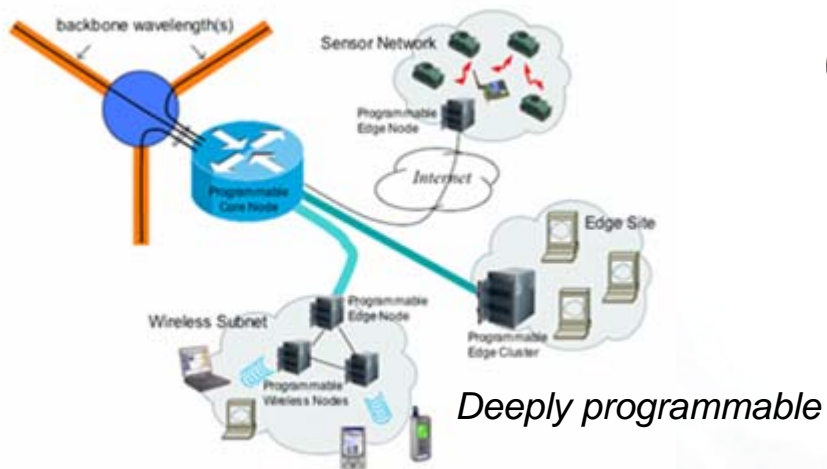 backbone wavelength(s)
Sensor Network
Programmable
Edge Node
Internet
Programmable
Core Node
Edge Site
Programmable
Edge Node
Wireless Subnet
Programmable
Edge Cluster
Programmable
Wireless Nodes
Deeply programmable